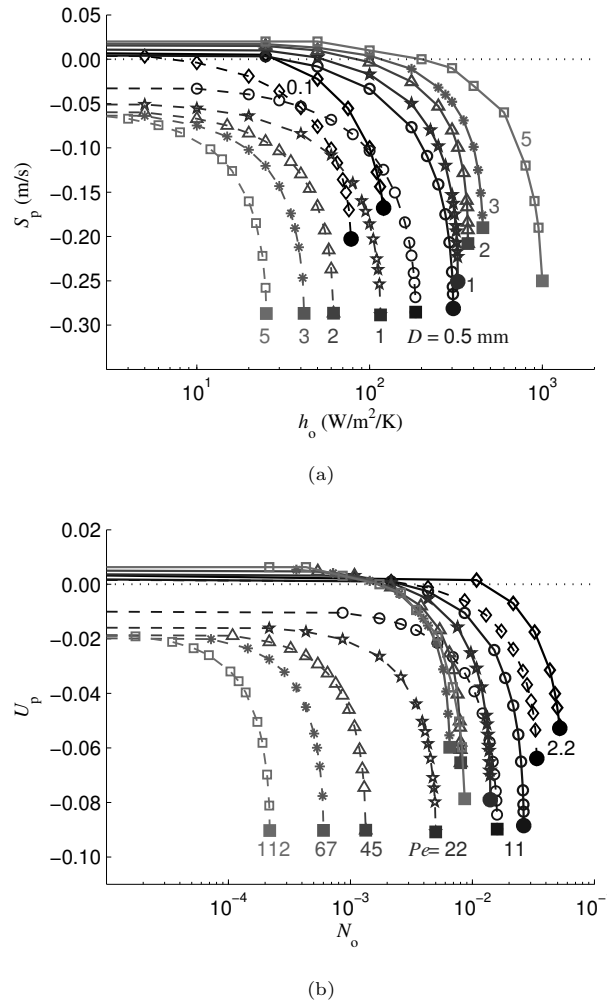 0.05
0.00
−0.05
−0.10
−0.15
−0.20
−0.25
−0.30
S_p (m/s)
0.1
5
3
2
1
5 3 2 1 D = 0.5 mm
10^1 10^2 10^3
h_o (W/m^2/K)
(a)
0.02
0.00
−0.02
−0.04
−0.06
−0.08
−0.10
U_p
2.2
112 67 45 Pe= 22 11
10^−4 10^−3 10^−2 10^−
N_o
(b)